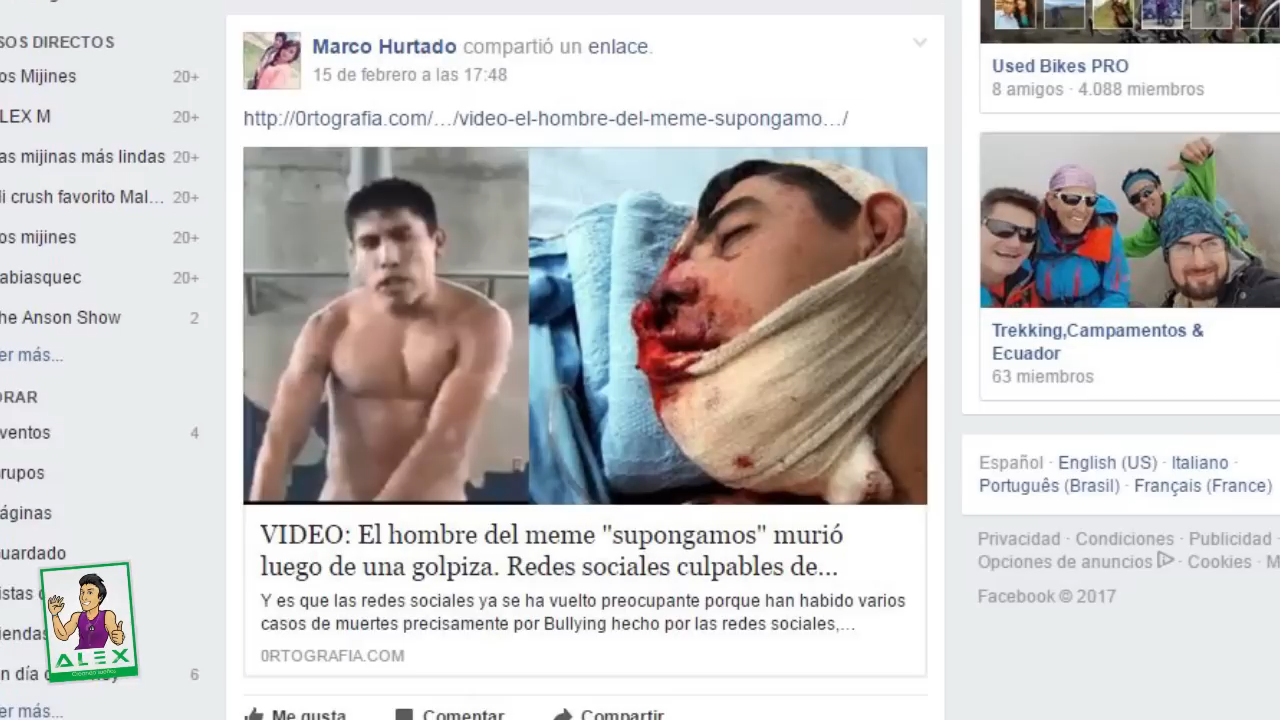 SOS DIRECTOS
os Mijines 20+
LEX M 20+
as mijinas más lindas 20+
li crush favorito Mal... 20+
os mijines 20+
abiasquec 20+
he Anson Show 2
er más...
ORAR
ventos 4
rupos
áginas
uardado
istas
iendas
n día 6
er más...
ALEX
Marco Hurtado compartió un enlace.
15 de febrero a las 17:48
http://0rtografia.com/.../video-el-hombre-del-meme-supongamo.../
VIDEO: El hombre del meme "supongamos" murió
luego de una golpiza. Redes sociales culpables de...
Y es que las redes sociales ya se ha vuelto preocupante porque han habido varios
casos de muertes precisamente por Bullying hecho por las redes sociales,...
0RTOGRAFIA.COM
Me gusta Comentar Compartir
Used Bikes PRO
8 amigos · 4.088 miembros
Trekking,Campamentos &
Ecuador
63 miembros
Español · English (US) · Italiano ·
Português (Brasil) · Français (France)
Privacidad · Condiciones · Publicidad ·
Opciones de anuncios · Cookies · M
Facebook © 2017